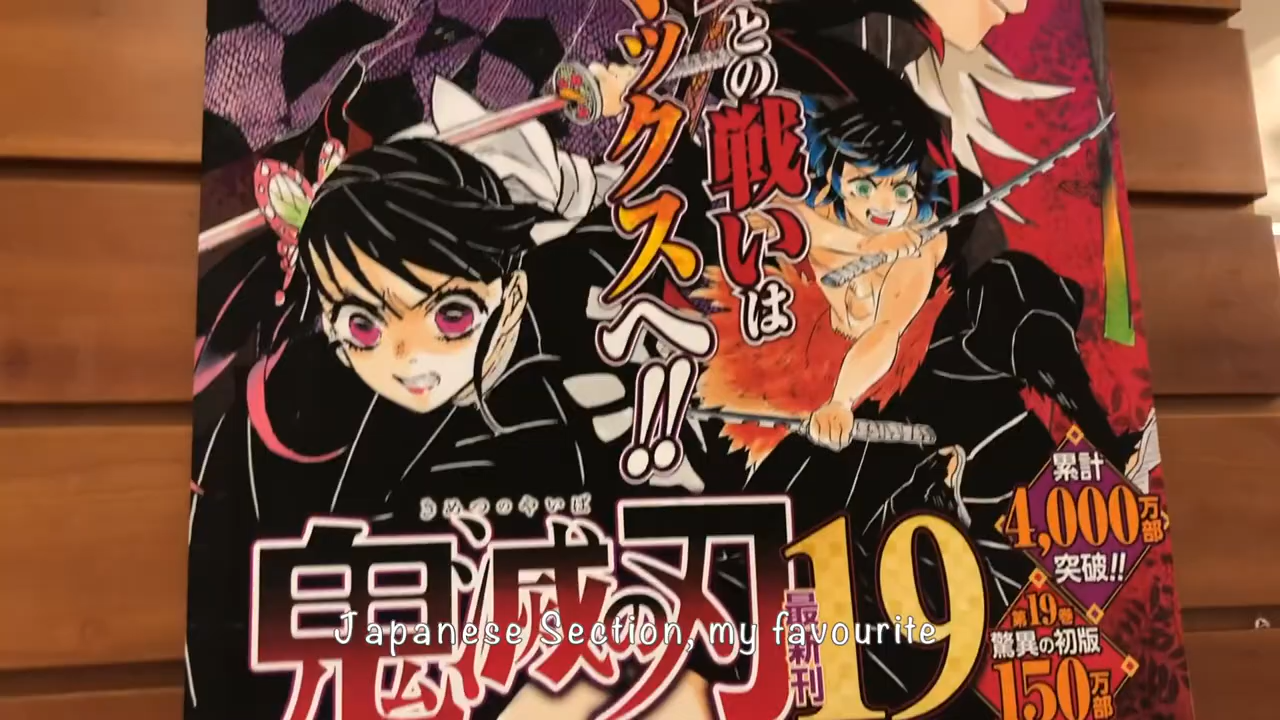 との戦いは
ックスへ!!
きめつのやいば
鬼滅の刃
最新刊
19
累計
4,000万部
突破!!
第19巻
驚異の初版
150万部
Japanese Section, my favourite